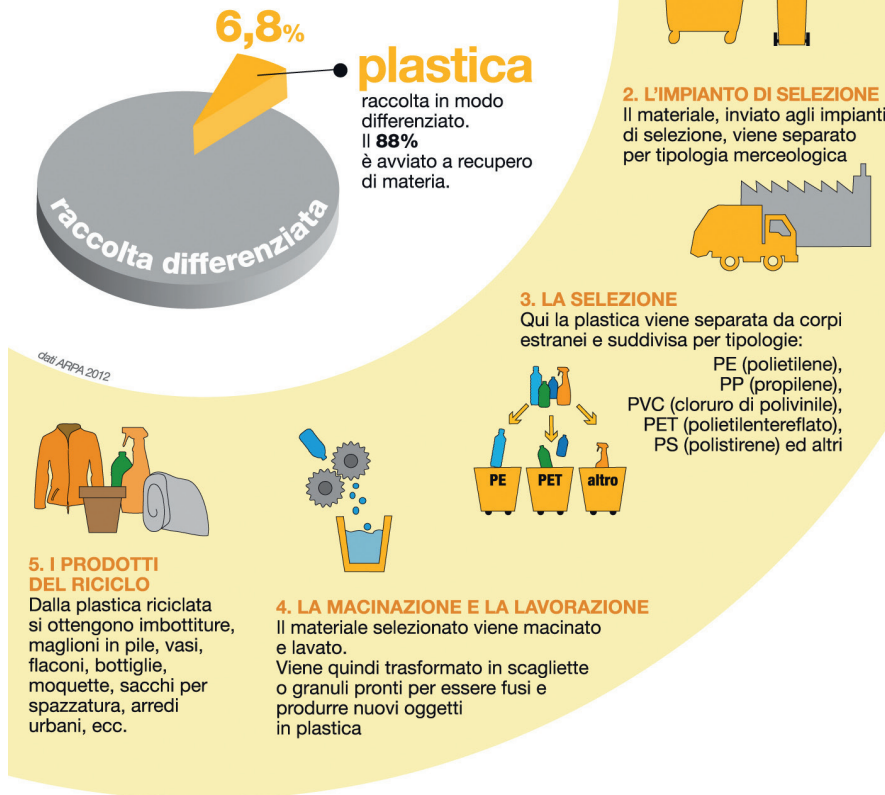 6,8%
plastica
raccolta in modo
differenziato.
Il 88%
è avviato a recupero
di materia.
raccolta differenziata
dati ARPA 2012
2. L'IMPIANTO DI SELEZIONE
Il materiale, inviato agli impianti
di selezione, viene separato
per tipologia merceologica
3. LA SELEZIONE
Qui la plastica viene separata da corpi
estranei e suddivisa per tipologie:
PE (polietilene),
PP (propilene),
PVC (cloruro di polivinile),
PET (polietilentereflato),
PS (polistirene) ed altri
PE
PET
altro
4. LA MACINAZIONE E LA LAVORAZIONE
Il materiale selezionato viene macinato
e lavato.
Viene quindi trasformato in scagliette
o granuli pronti per essere fusi e
produrre nuovi oggetti
in plastica
5. I PRODOTTI
DEL RICICLO
Dalla plastica riciclata
si ottengono imbottiture,
maglioni in pile, vasi,
flaconi, bottiglie,
moquette, sacchi per
spazzatura, arredi
urbani, ecc.